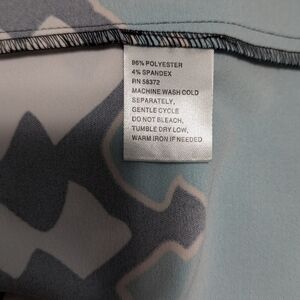 96% POLYESTER
4% SPANDEX
RN 58372
MACHINE WASH COLD
SEPARATELY,
GENTLE CYCLE
DO NOT BLEACH,
TUMBLE DRY LOW,
WARM IRON IF NEEDED